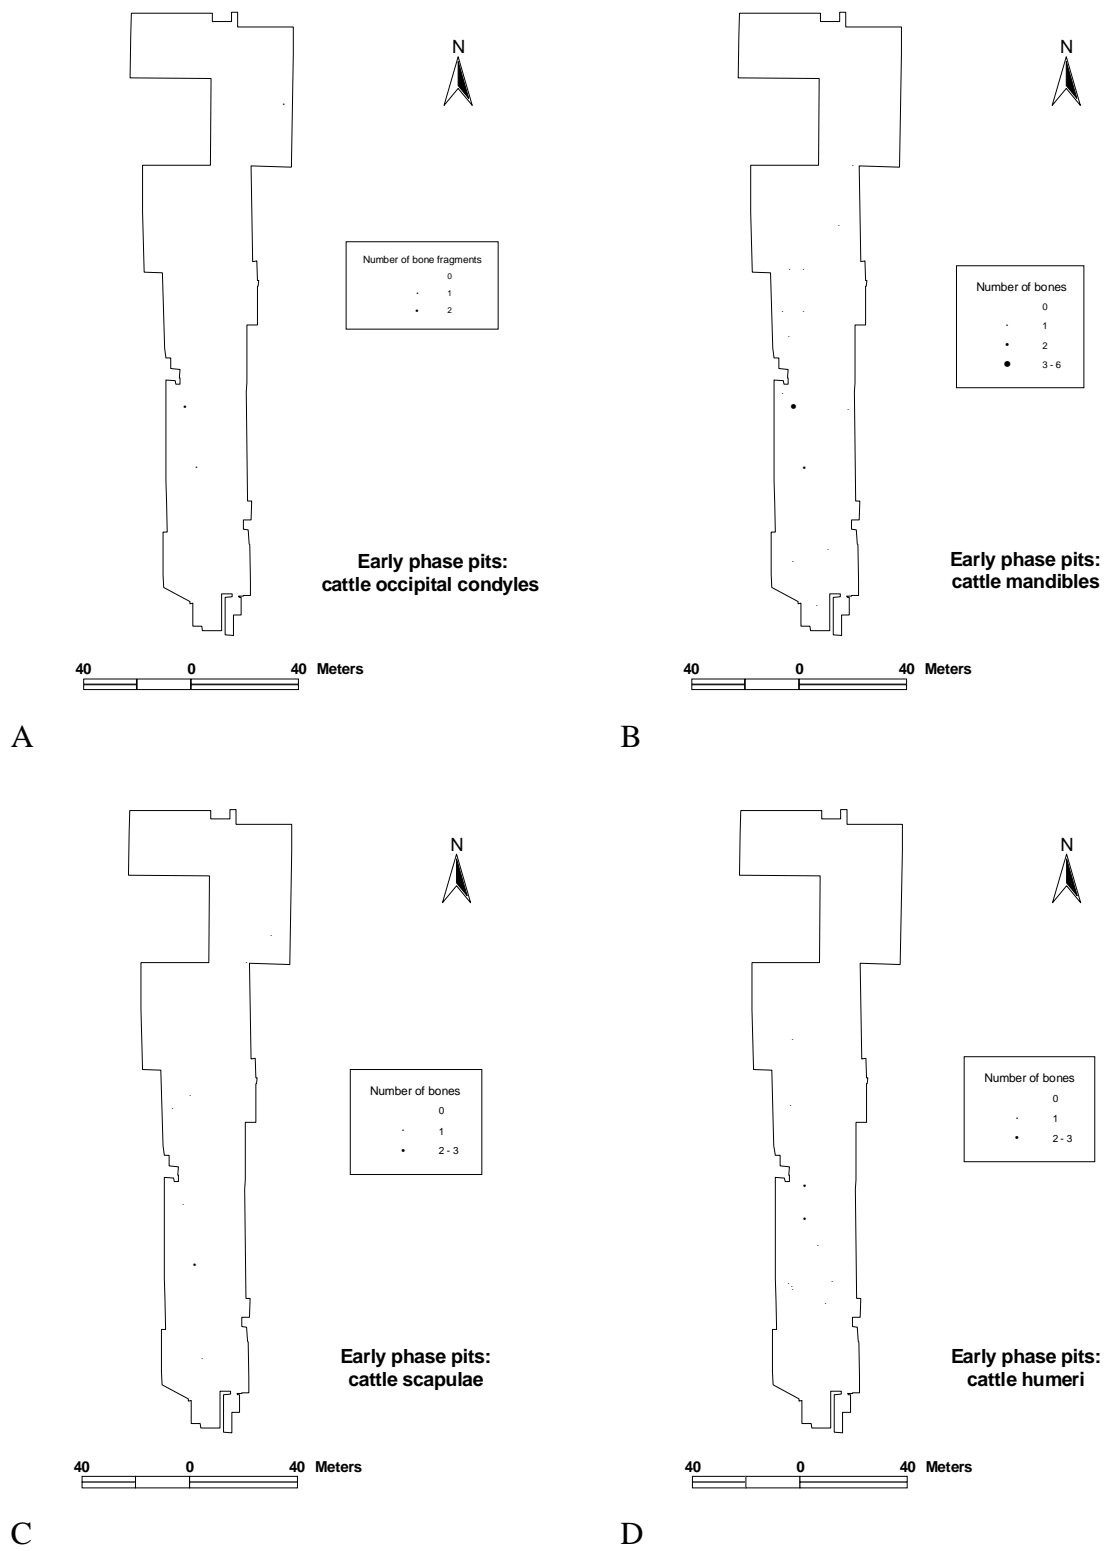 N
Number of bone fragments
0
1
2
Early phase pits:
cattle occipital condyles
40 0 40 Meters
A
N
Number of bones
0
1
2
3 - 6
Early phase pits:
cattle mandibles
40 0 40 Meters
B
N
Number of bones
0
1
2 - 3
Early phase pits:
cattle scapulae
40 0 40 Meters
C
N
Number of bones
0
1
2 - 3
Early phase pits:
cattle humeri
40 0 40 Meters
D